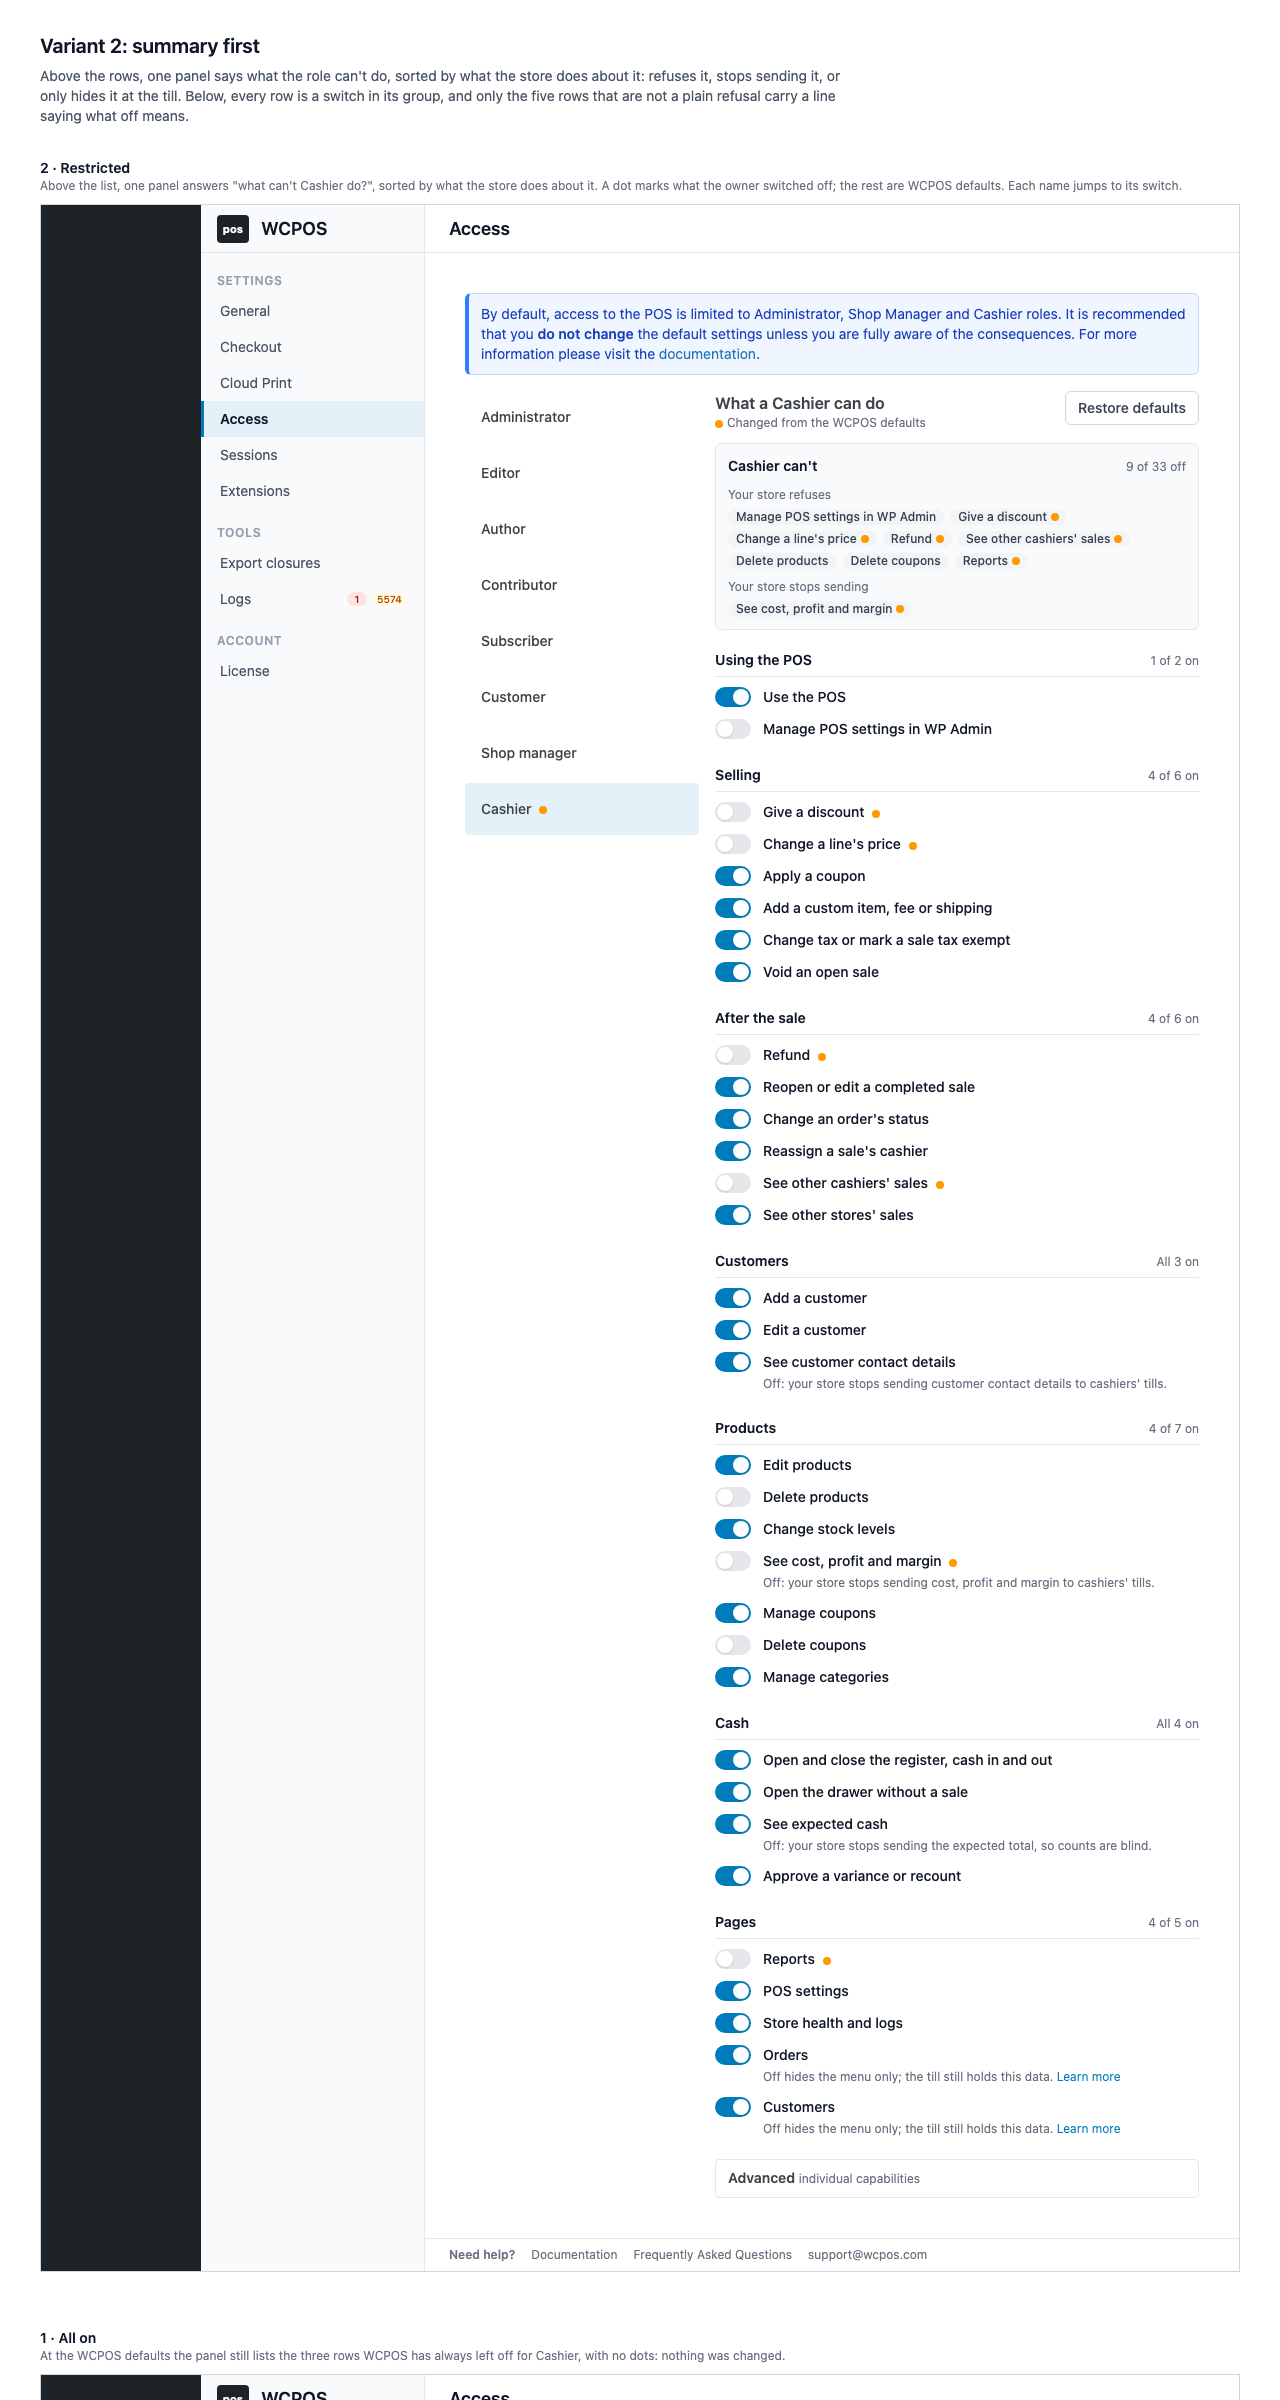 Variant 2: summary first
Above the rows, one panel says what the role can't do, sorted by what the store does about it: refuses it, stops sending it, or
only hides it at the till. Below, every row is a switch in its group, and only the five rows that are not a plain refusal carry a line
saying what off means.
2 · Restricted
Above the list, one panel answers "what can't Cashier do?", sorted by what the store does about it. A dot marks what the owner switched off; the rest are WCPOS defaults. Each name jumps to its switch.
pos WCPOS
Access
SETTINGS
General
Checkout
Cloud Print
Access
Sessions
Extensions
TOOLS
Export closures
Logs 1 5574
ACCOUNT
License
By default, access to the POS is limited to Administrator, Shop Manager and Cashier roles. It is recommended
that you do not change the default settings unless you are fully aware of the consequences. For more
information please visit the documentation.
Administrator
Editor
Author
Contributor
Subscriber
Customer
Shop manager
Cashier
What a Cashier can do
Changed from the WCPOS defaults
Restore defaults
Cashier can't 9 of 33 off
Your store refuses
Manage POS settings in WP Admin Give a discount
Change a line's price Refund See other cashiers' sales
Delete products Delete coupons Reports
Your store stops sending
See cost, profit and margin
Using the POS 1 of 2 on
Use the POS
Manage POS settings in WP Admin
Selling 4 of 6 on
Give a discount
Change a line's price
Apply a coupon
Add a custom item, fee or shipping
Change tax or mark a sale tax exempt
Void an open sale
After the sale 4 of 6 on
Refund
Reopen or edit a completed sale
Change an order's status
Reassign a sale's cashier
See other cashiers' sales
See other stores' sales
Customers All 3 on
Add a customer
Edit a customer
See customer contact details
Off: your store stops sending customer contact details to cashiers' tills.
Products 4 of 7 on
Edit products
Delete products
Change stock levels
See cost, profit and margin
Off: your store stops sending cost, profit and margin to cashiers' tills.
Manage coupons
Delete coupons
Manage categories
Cash All 4 on
Open and close the register, cash in and out
Open the drawer without a sale
See expected cash
Off: your store stops sending the expected total, so counts are blind.
Approve a variance or recount
Pages 4 of 5 on
Reports
POS settings
Store health and logs
Orders
Off hides the menu only; the till still holds this data. Learn more
Customers
Off hides the menu only; the till still holds this data. Learn more
Advanced individual capabilities
Need help? Documentation Frequently Asked Questions support@wcpos.com
1 · All on
At the WCPOS defaults the panel still lists the three rows WCPOS has always left off for Cashier, with no dots: nothing was changed.
pos WCPOS
Access